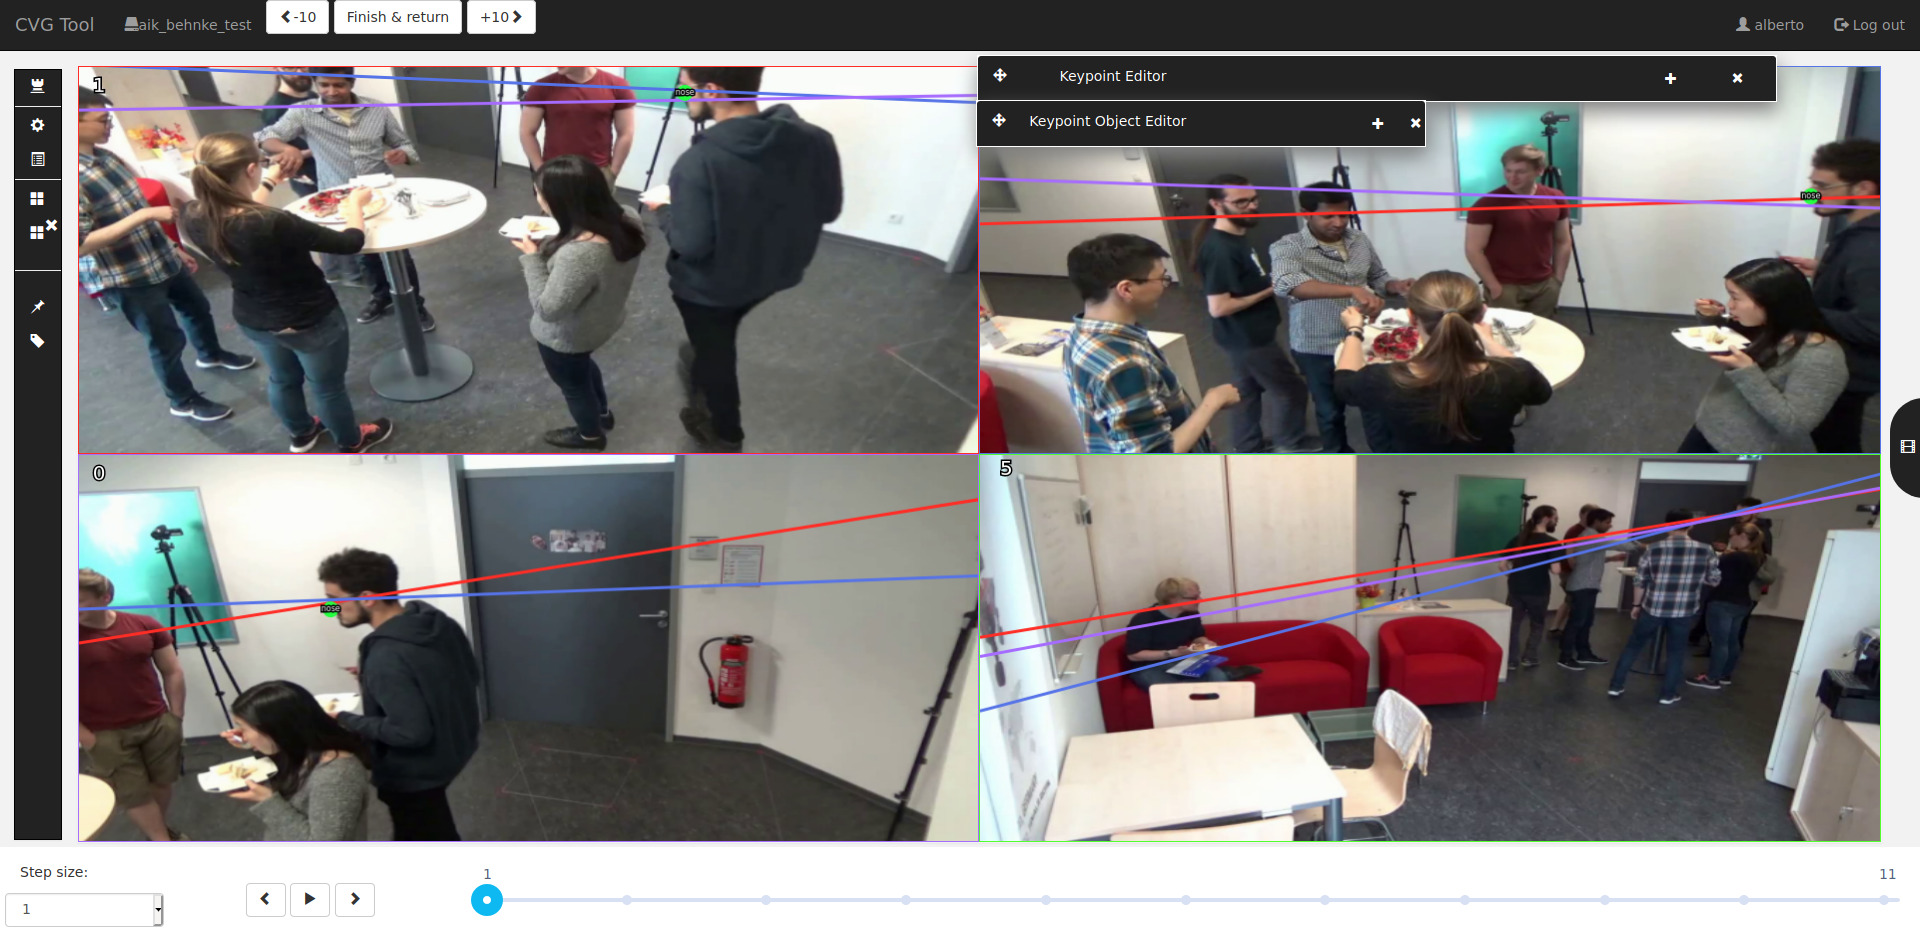 CVG Tool
aik_behnke_test
-10
Finish & return
+10
alberto
Log out
1
nose
Keypoint Editor
Keypoint Object Editor
nose
0
nose
5
Step size:
1
1
11